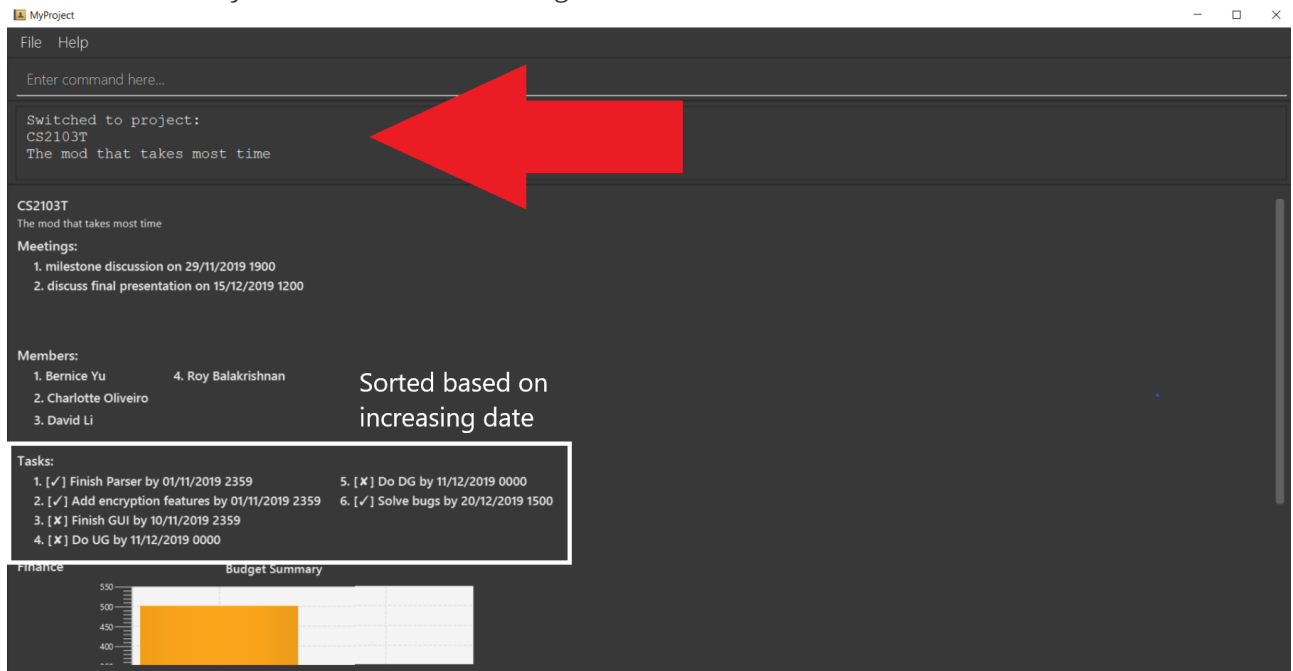 MyProject
File Help
Enter command here...
Switched to project:
CS2103T
The mod that takes most time
CS2103T
The mod that takes most time
Meetings:
1. milestone discussion on 29/11/2019 1900
2. discuss final presentation on 15/12/2019 1200
Members:
1. Bernice Yu
2. Charlotte Oliveiro
3. David Li
4. Roy Balakrishnan
Sorted based on
increasing date
Tasks:
1. [✓] Finish Parser by 01/11/2019 2359
2. [✓] Add encryption features by 01/11/2019 2359
3. [✘] Finish GUI by 10/11/2019 2359
4. [✘] Do UG by 11/12/2019 0000
5. [✘] Do DG by 11/12/2019 0000
6. [✓] Solve bugs by 20/12/2019 1500
Finance
Budget Summary
550
500
450
400